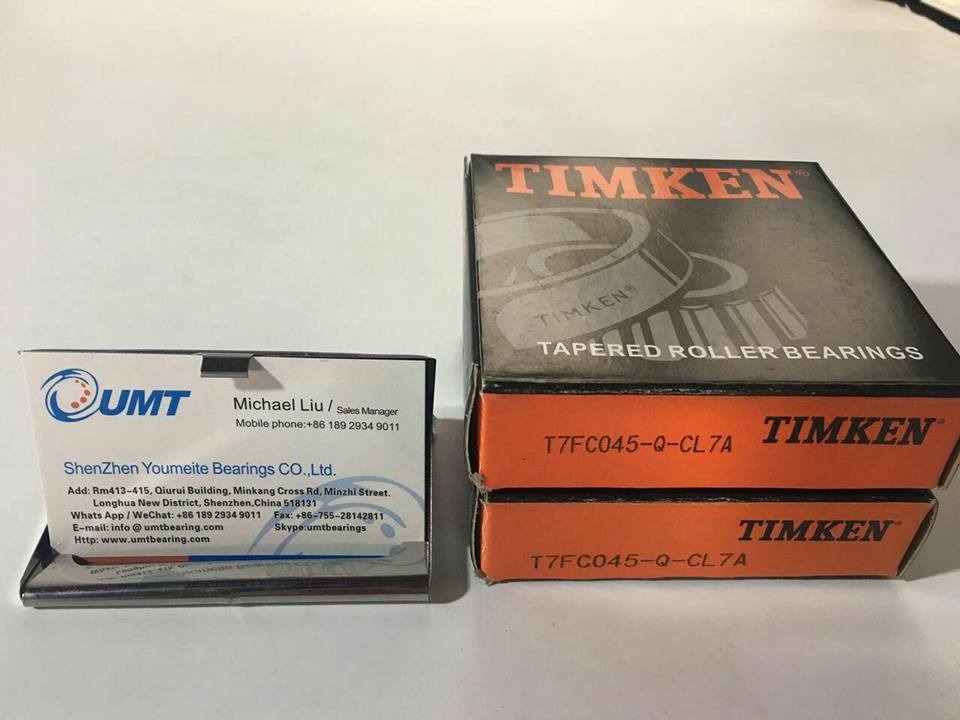 UMT
Michael Liu / Sales Manager
Mobile phone:+86 189 2934 9011
ShenZhen Youmeite Bearings CO.,Ltd.
Add: Rm413-415, Qiurui Building, Minkang Cross Rd, Minzhi Street.
Longhua New District, Shenzhen,China 518131
Whats App / WeChat: +86 189 2934 9011 Fax: +86-755-28142811
E-mail: info @ umtbearing.com Skype:umtbearings
Http: www.umtbearing.com
TIMKEN®
TIMKEN®
TAPERED ROLLER BEARINGS
T7FC045-Q-CL7A TIMKEN®
T7FC045-Q-CL7A TIMKEN®